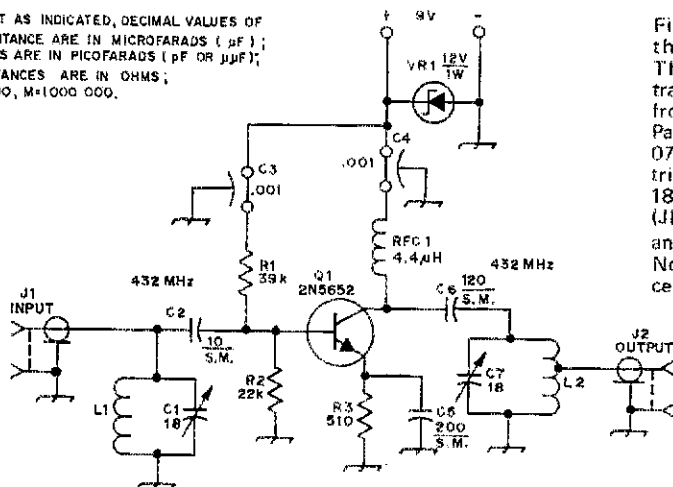 T AS INDICATED, DECIMAL VALUES OF
ITANCE ARE IN MICROFARADS ( µF ) ;
S ARE IN PICOFARADS ( pF OR µµF);
TANCES ARE IN OHMS ;
00, M=1000 000.
+ 9V -
VR1 12V
1W
C4
.001
C3
.001
RFC1
4.4µH
432 MHz
R1
39k
Q1
2N5652
432 MHz
J1
INPUT
C2
10
S.M.
C6 120
S.M.
J2
OUTPUT
L1
C1
18
R2
22k
R3
510
C5
200
S.M.
C7
18
L2
Fi
th
Th
tra
fro
Pa
07
tri
18
(JF
an
No
ce